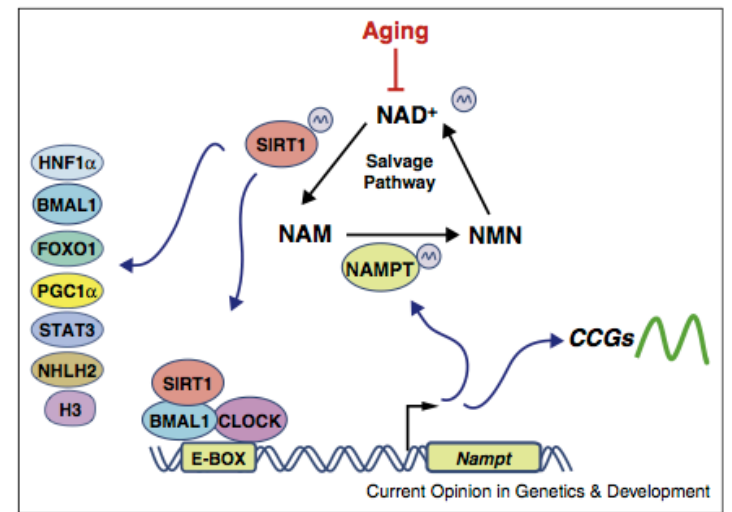 Aging
NAD+
SIRT1
Salvage
Pathway
HNF1α
BMAL1
FOXO1
PGC1α
STAT3
NHLH2
H3
NAM
NMN
NAMPT
CCGs
SIRT1
BMAL1
CLOCK
E-BOX
Nampt
Current Opinion in Genetics & Development